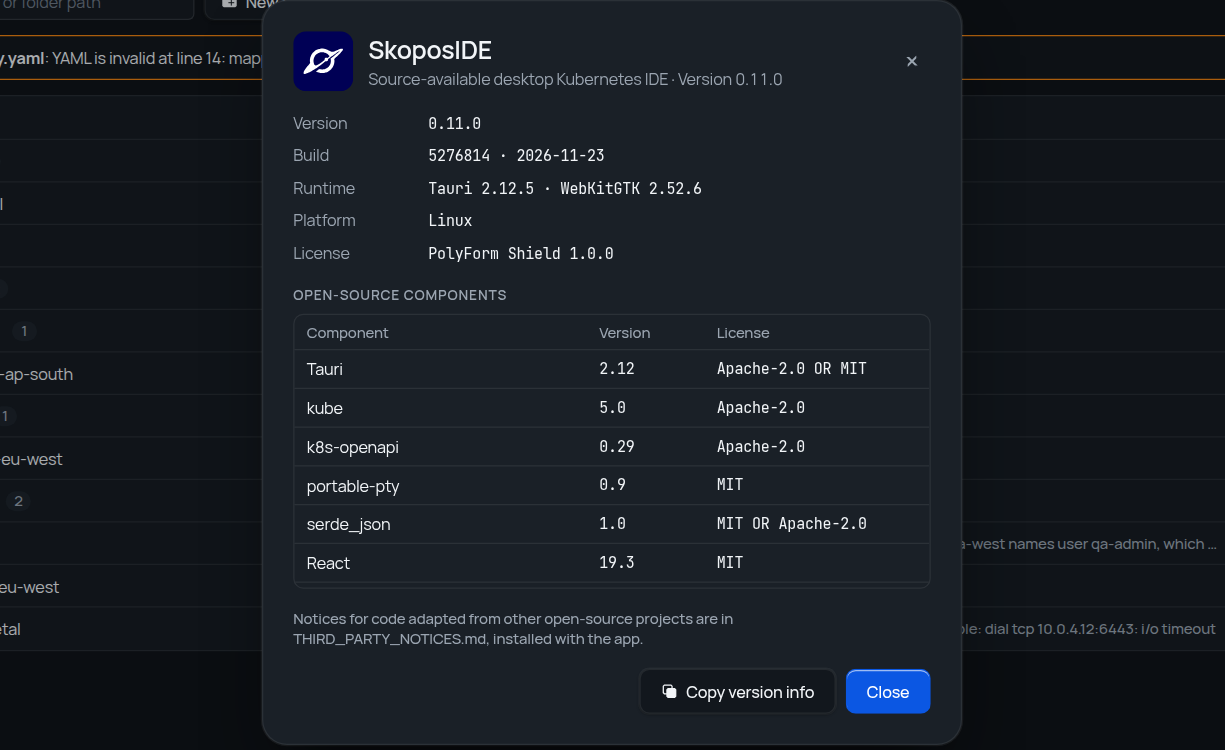 or folder path
New
y.yaml: YAML is invalid at line 14: map
1
-ap-south
1
-eu-west
2
eu-west
etal
SkoposIDE
Source-available desktop Kubernetes IDE · Version 0.11.0
×
Version 0.11.0
Build 5276814 · 2026-11-23
Runtime Tauri 2.12.5 · WebKitGTK 2.52.6
Platform Linux
License PolyForm Shield 1.0.0
OPEN-SOURCE COMPONENTS
Component Version License
Tauri 2.12 Apache-2.0 OR MIT
kube 5.0 Apache-2.0
k8s-openapi 0.29 Apache-2.0
portable-pty 0.9 MIT
serde_json 1.0 MIT OR Apache-2.0
React 19.3 MIT
Notices for code adapted from other open-source projects are in
THIRD_PARTY_NOTICES.md, installed with the app.
Copy version info
Close
a-west names user qa-admin, which …
ble: dial tcp 10.0.4.12:6443: i/o timeout